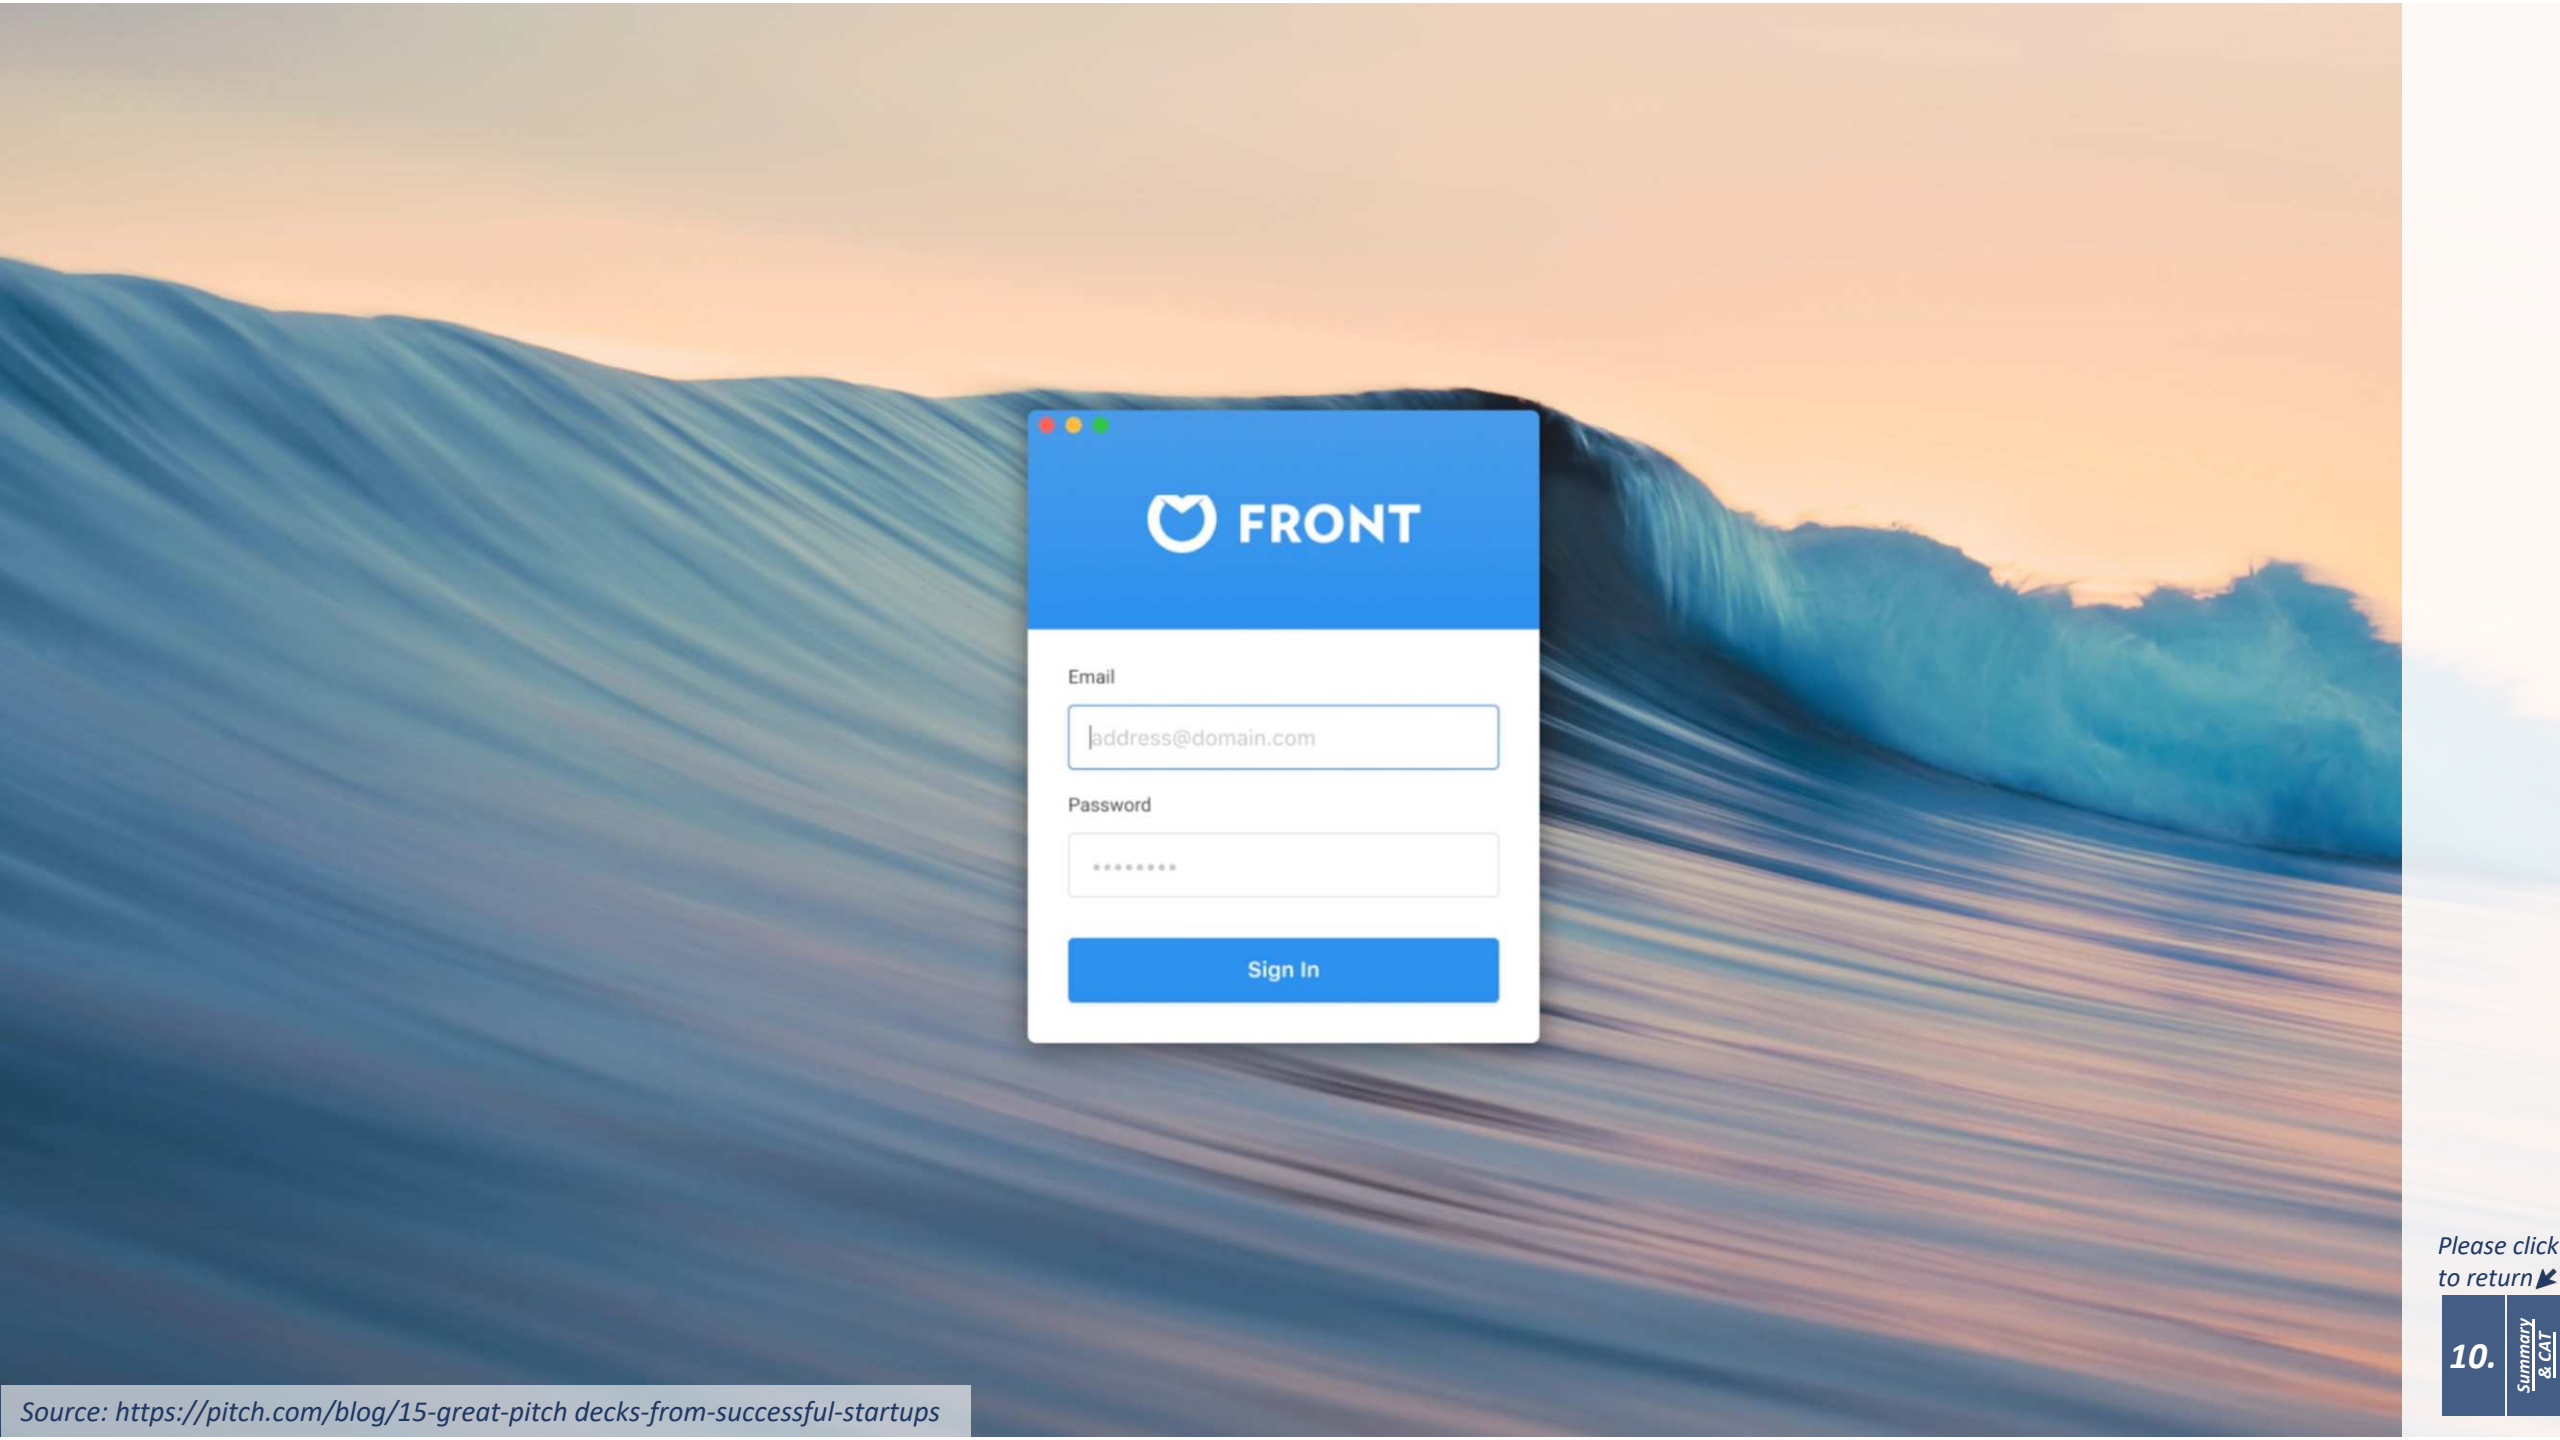 FRONT
Email
address@domain.com
Password
••••••••
Sign In
Please click
to return
10.
Summary
& CAT
Source: https://pitch.com/blog/15-great-pitch decks-from-successful-startups